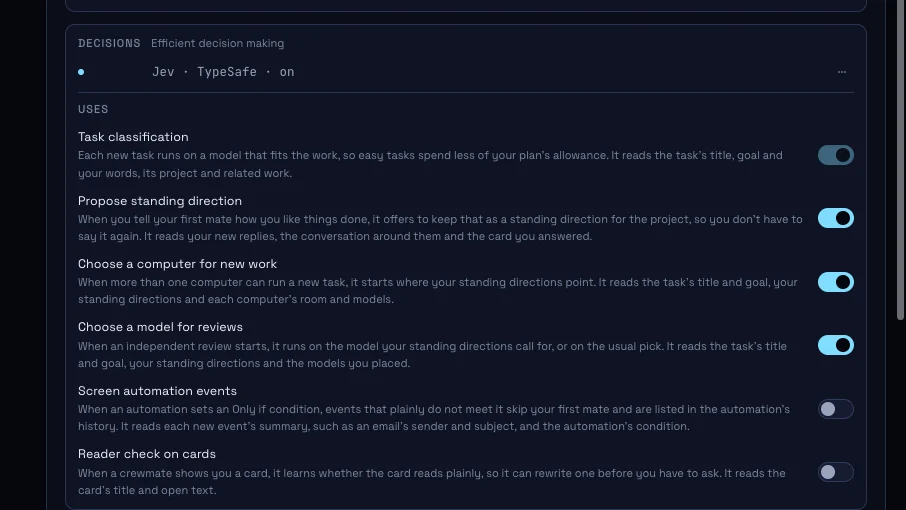 DECISIONS Efficient decision making
Jev · TypeSafe · on ...
USES
Task classification
Each new task runs on a model that fits the work, so easy tasks spend less of your plan's allowance. It reads the task's title, goal and
your words, its project and related work.
Propose standing direction
When you tell your first mate how you like things done, it offers to keep that as a standing direction for the project, so you don't have to
say it again. It reads your new replies, the conversation around them and the card you answered.
Choose a computer for new work
When more than one computer can run a new task, it starts where your standing directions point. It reads the task's title and goal, your
standing directions and each computer's room and models.
Choose a model for reviews
When an independent review starts, it runs on the model your standing directions call for, or on the usual pick. It reads the task's title
and goal, your standing directions and the models you placed.
Screen automation events
When an automation sets an Only if condition, events that plainly do not meet it skip your first mate and are listed in the automation's
history. It reads each new event's summary, such as an email's sender and subject, and the automation's condition.
Reader check on cards
When a crewmate shows you a card, it learns whether the card reads plainly, so it can rewrite one before you have to ask. It reads the
card's title and open text.